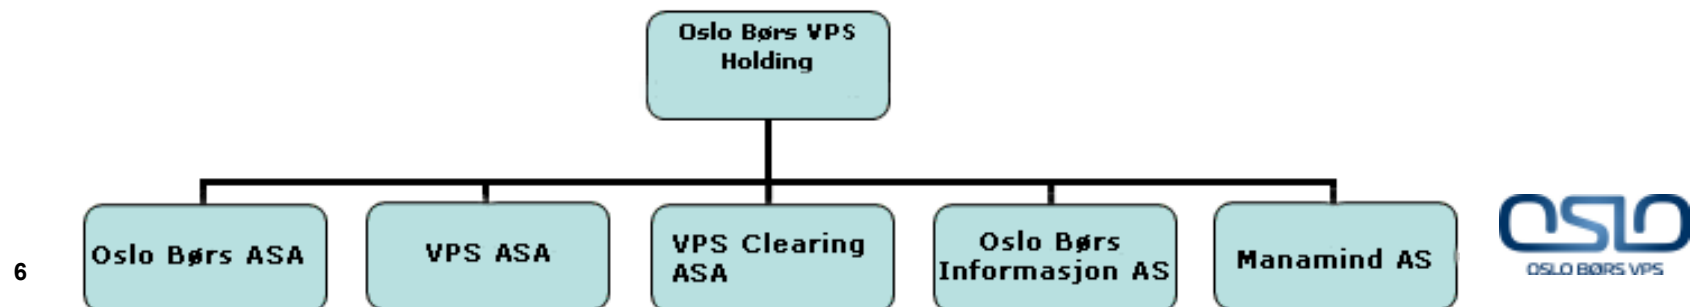 Oslo Børs VPS
Holding
Oslo Børs ASA
VPS ASA
VPS Clearing
ASA
Oslo Børs
Informasjon AS
Manamind AS
6
OSLO
OSLO BØRS VPS